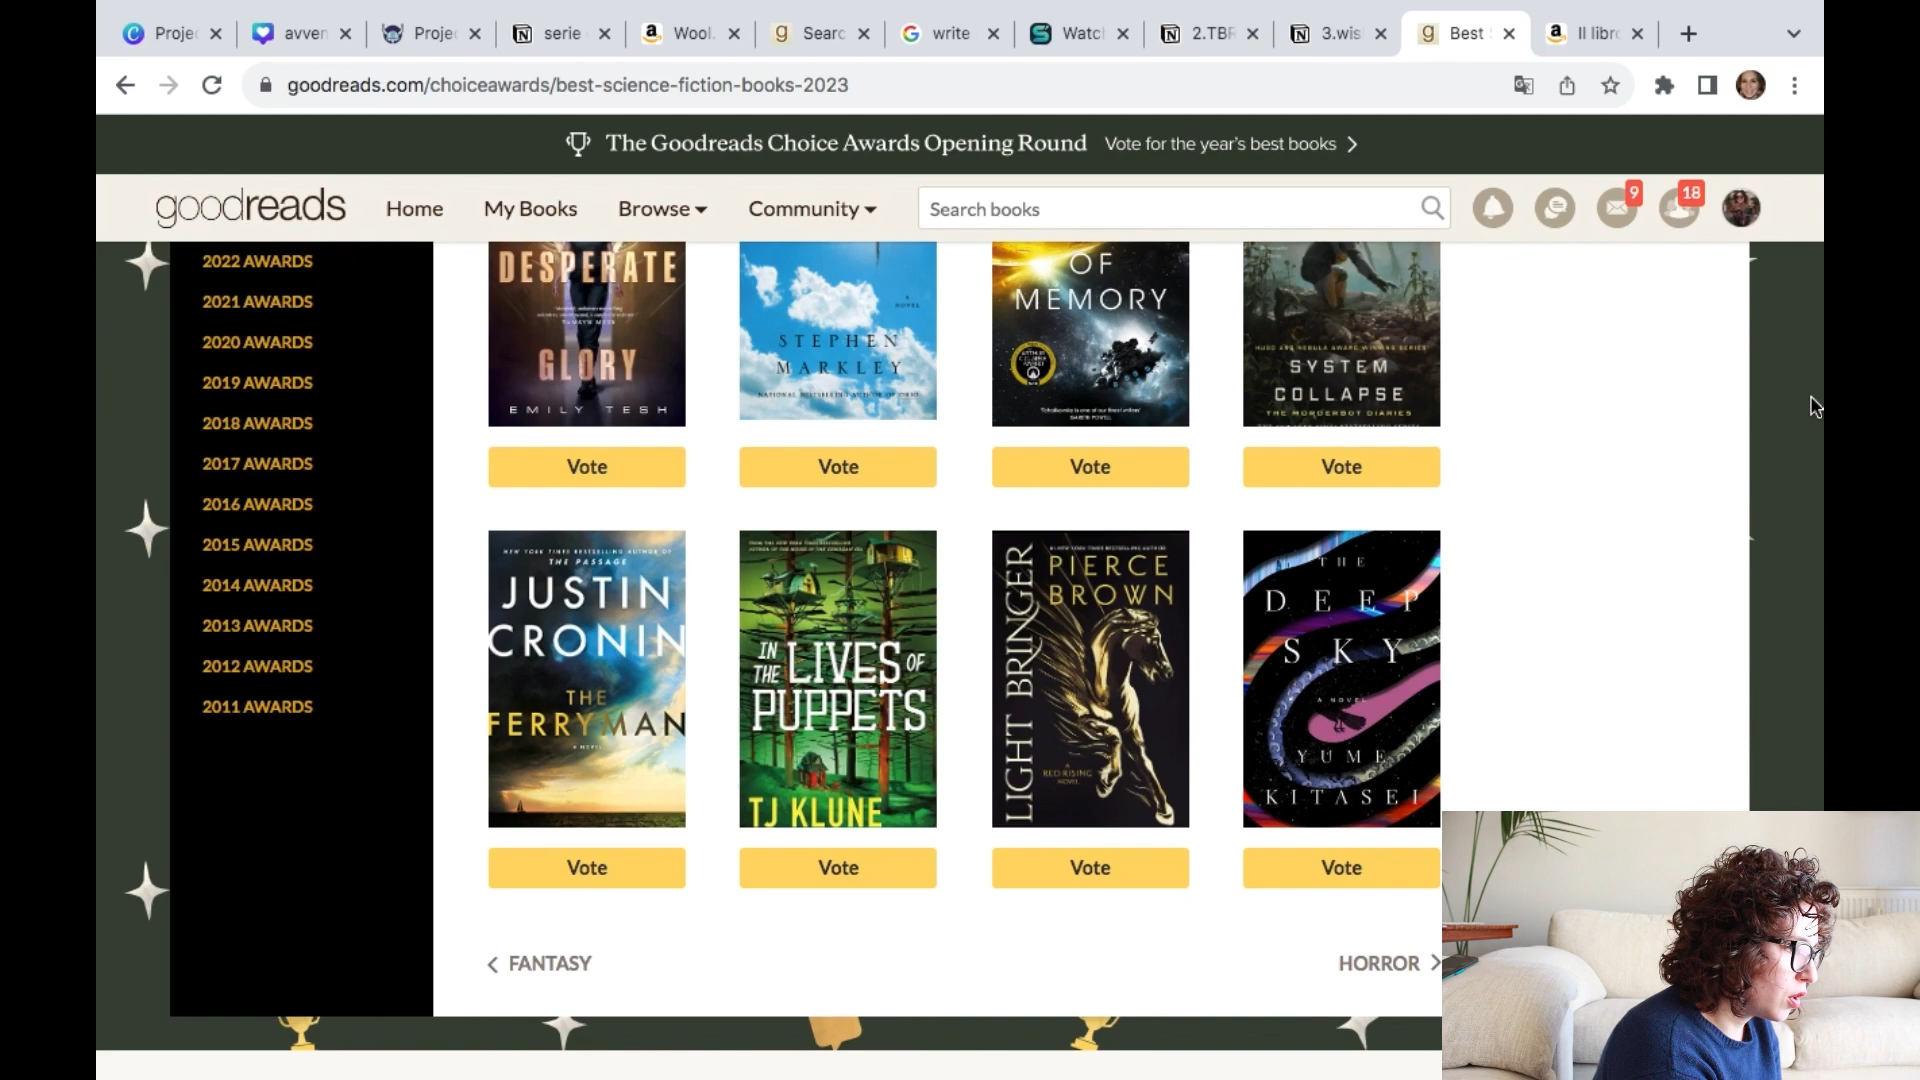 Proje
avven
Proje
serie
Wool.
Searc
write
Watcl
2.TBR
3.wis
Best
Il libro
goodreads.com/choiceawards/best-science-fiction-books-2023
The Goodreads Choice Awards Opening Round Vote for the year's best books
goodreads
Home
My Books
Browse
Community
Search books
9
18
2022 AWARDS
2021 AWARDS
2020 AWARDS
2019 AWARDS
2018 AWARDS
2017 AWARDS
2016 AWARDS
2015 AWARDS
2014 AWARDS
2013 AWARDS
2012 AWARDS
2011 AWARDS
DESPERATE
GLORY
EMILY TESH
A
NOVEL
STEPHEN
MARKLEY
NATIONAL BESTSELLING AUTHOR OF OHIO
OF
MEMORY
HUGO AND NEBULA AWARD WINNING SERIES
SYSTEM
COLLAPSE
THE MURDERBOT DIARIES
Vote
Vote
Vote
Vote
NEW YORK TIMES BESTSELLING AUTHOR OF
THE PASSAGE
JUSTIN
CRONIN
THE
FERRYMAN
A NOVEL
IN
THE
LIVES OF
PUPPETS
TJ KLUNE
PIERCE
BROWN
LIGHT BRINGER
A
RED RISING
NOVEL
THE
DEEP
SKY
A NOVEL
YUME
KITASEI
Vote
Vote
Vote
Vote
FANTASY
HORROR